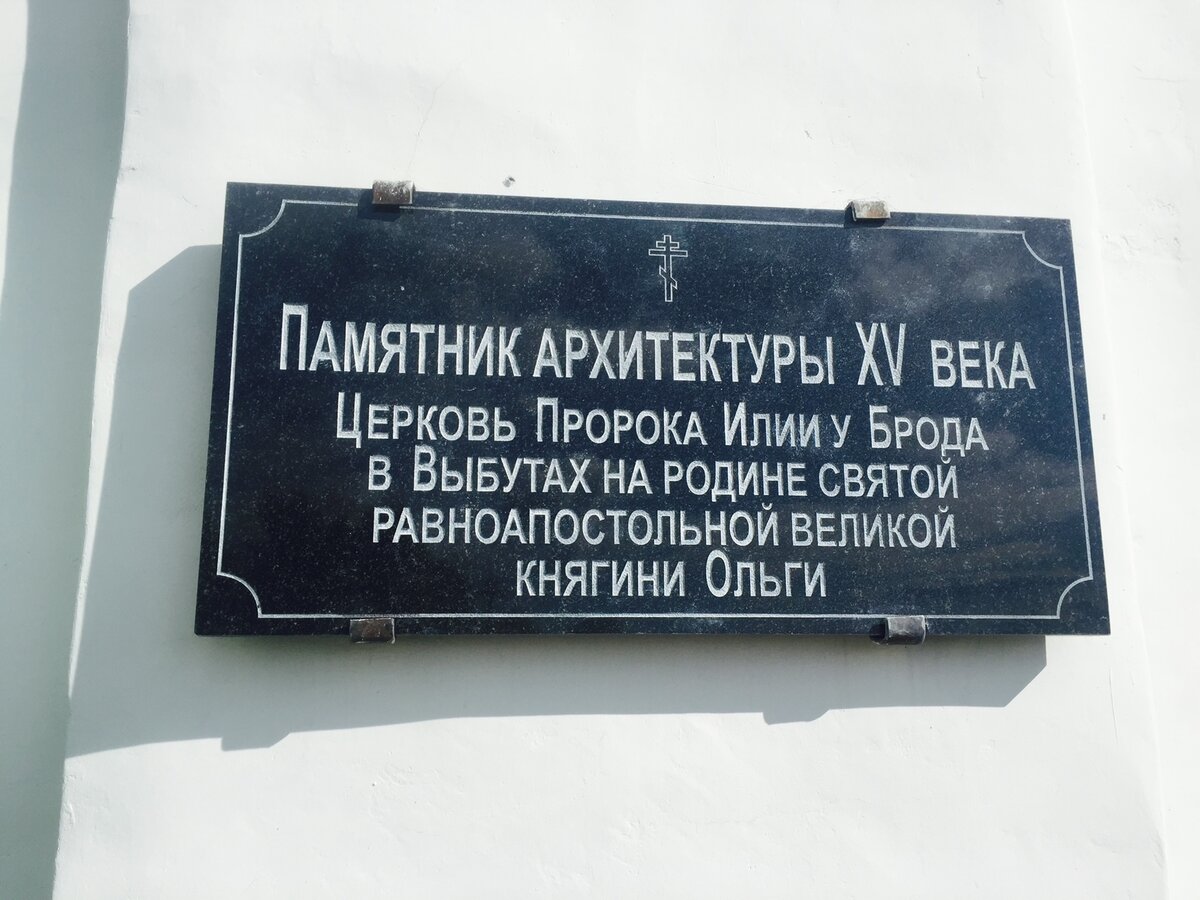 Памятник архитектуры XV века
Церковь Пророка Илии у Брода
в Выбутах на родине святой
равноапостольной великой
княгини Ольги